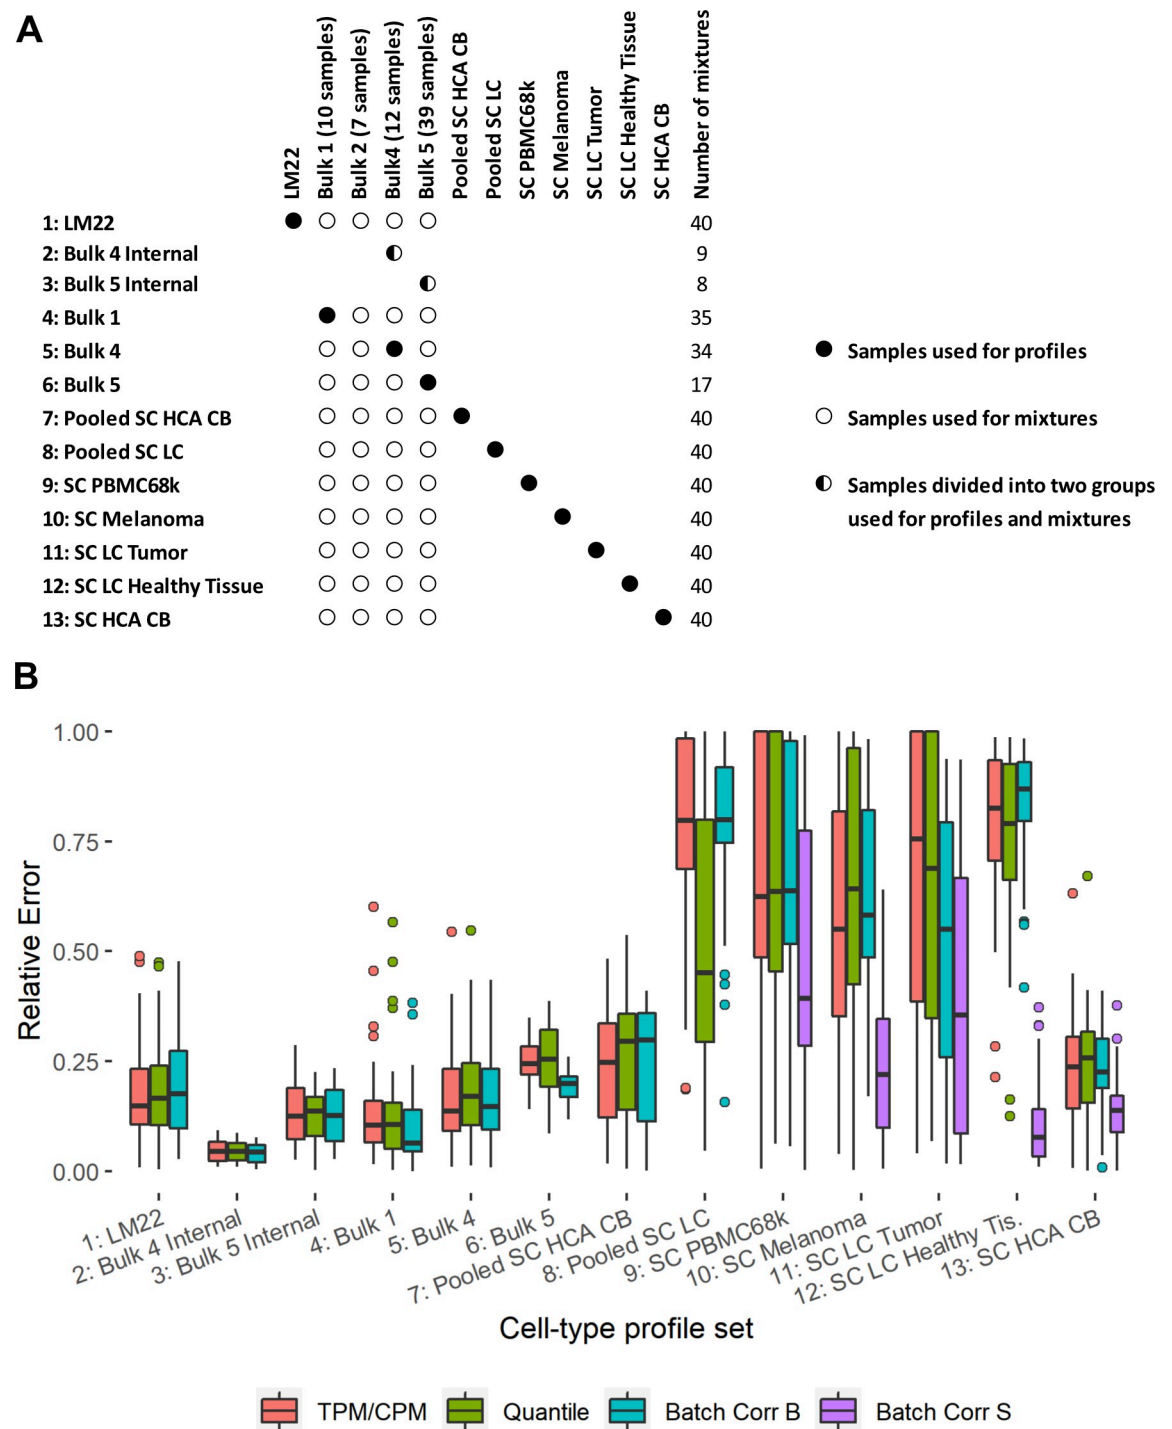 A
LM22
Bulk 1 (10 samples)
Bulk 2 (7 samples)
Bulk4 (12 samples)
Bulk 5 (39 samples)
Pooled SC HCA CB
Pooled SC LC
SC PBMC68k
SC Melanoma
SC LC Tumor
SC LC Healthy Tissue
SC HCA CB
Number of mixtures
1: LM22 40
2: Bulk 4 Internal 9
3: Bulk 5 Internal 8
4: Bulk 1 35
5: Bulk 4 34
6: Bulk 5 17
7: Pooled SC HCA CB 40
8: Pooled SC LC 40
9: SC PBMC68k 40
10: SC Melanoma 40
11: SC LC Tumor 40
12: SC LC Healthy Tissue 40
13: SC HCA CB 40
Samples used for profiles
Samples used for mixtures
Samples divided into two groups
used for profiles and mixtures
B
Relative Error
1.00
0.75
0.50
0.25
0.00
1: LM22
2: Bulk 4 Internal
3: Bulk 5 Internal
4: Bulk 1
5: Bulk 4
6: Bulk 5
7: Pooled SC HCA CB
8: Pooled SC LC
9: SC PBMC68k
10: SC Melanoma
11: SC LC Tumor
12: SC LC Healthy Tis.
13: SC HCA CB
Cell-type profile set
TPM/CPM Quantile Batch Corr B Batch Corr S